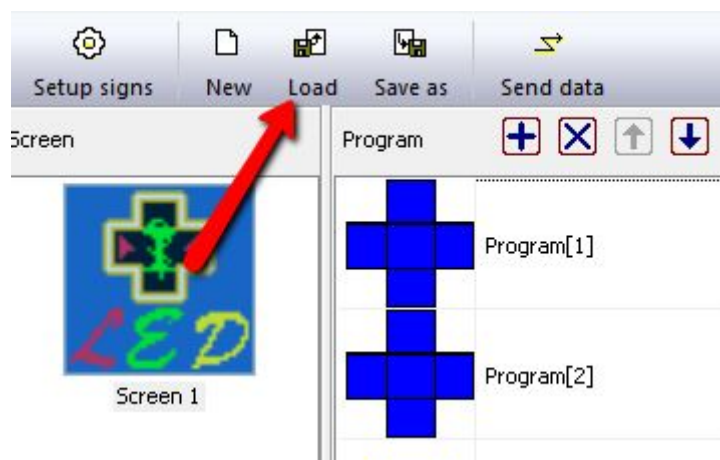 Setup signs New Load Save as Send data
Screen Program
Program[1]
LED
Program[2]
Screen 1